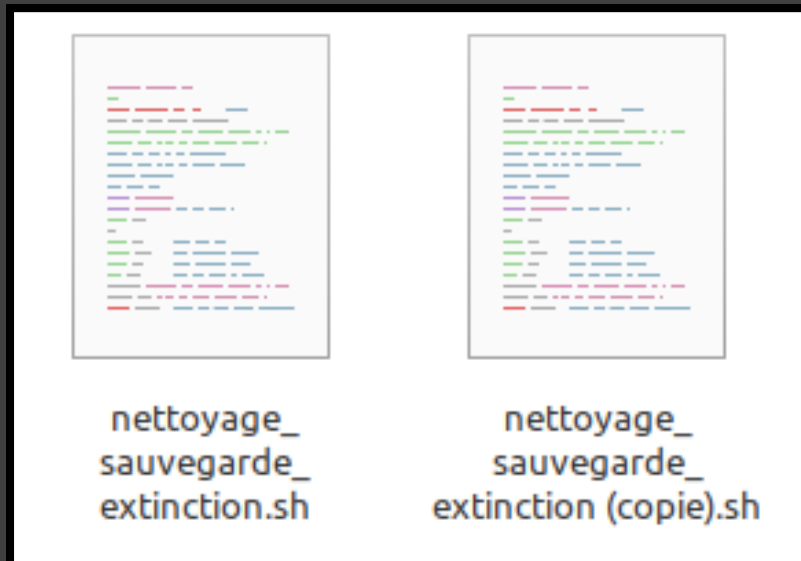 nettoyage_
sauvegarde_
extinction.sh
nettoyage_
sauvegarde_
extinction (copie).sh